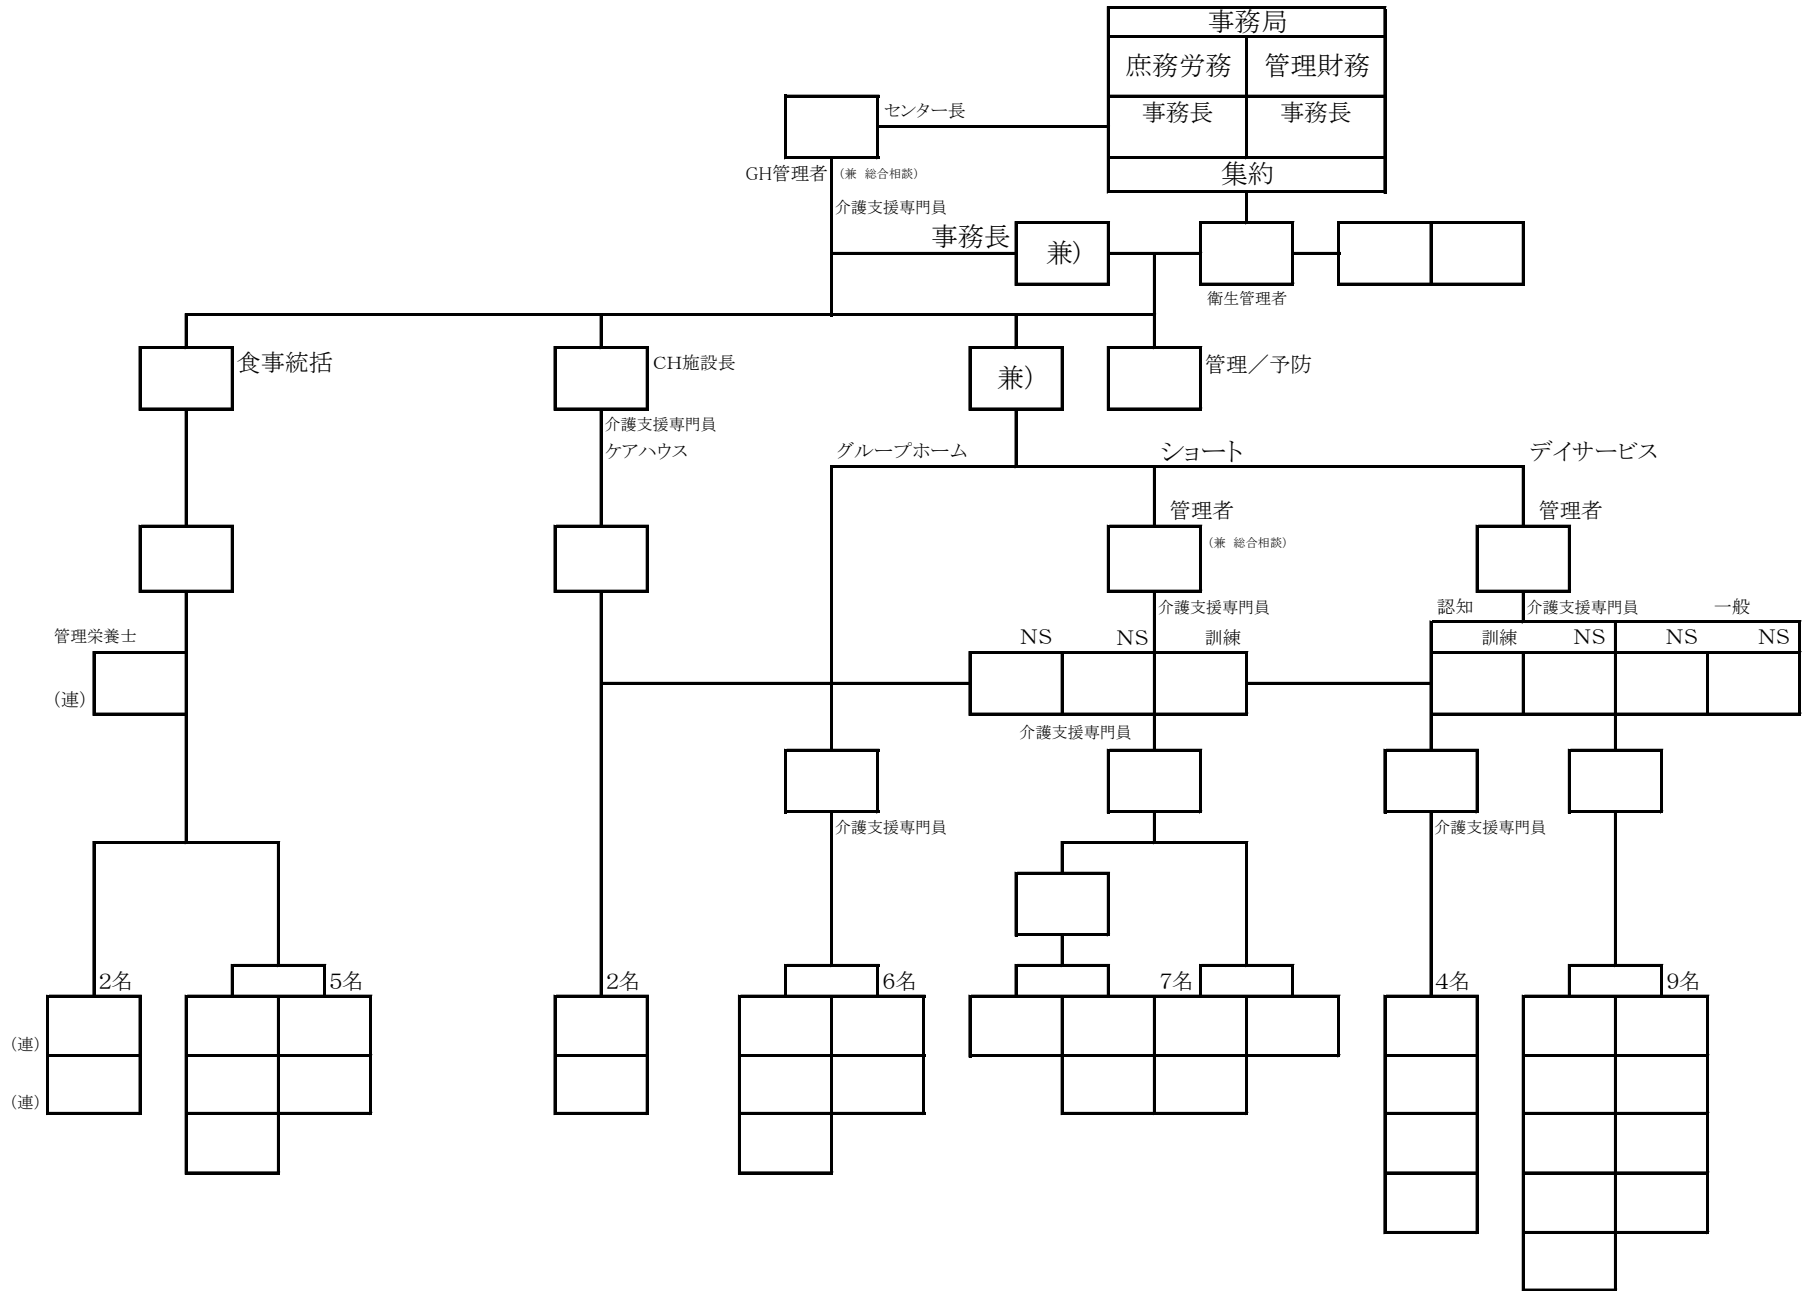 事務局
庶務労務 管理財務
センター長
事務長 事務長
GH管理者 (兼 総合相談)
集約
介護支援専門員
事務長
兼)
衛生管理者
食事統括
CH施設長
兼)
管理／予防
介護支援専門員
ケアハウス
グループホーム
ショート
デイサービス
管理者
(兼 総合相談)
管理者
介護支援専門員
認知
介護支援専門員
一般
管理栄養士
NS NS 訓練
訓練 NS NS NS
(連)
介護支援専門員
介護支援専門員
介護支援専門員
2名 5名 2名 6名 7名 4名 9名
(連)
(連)